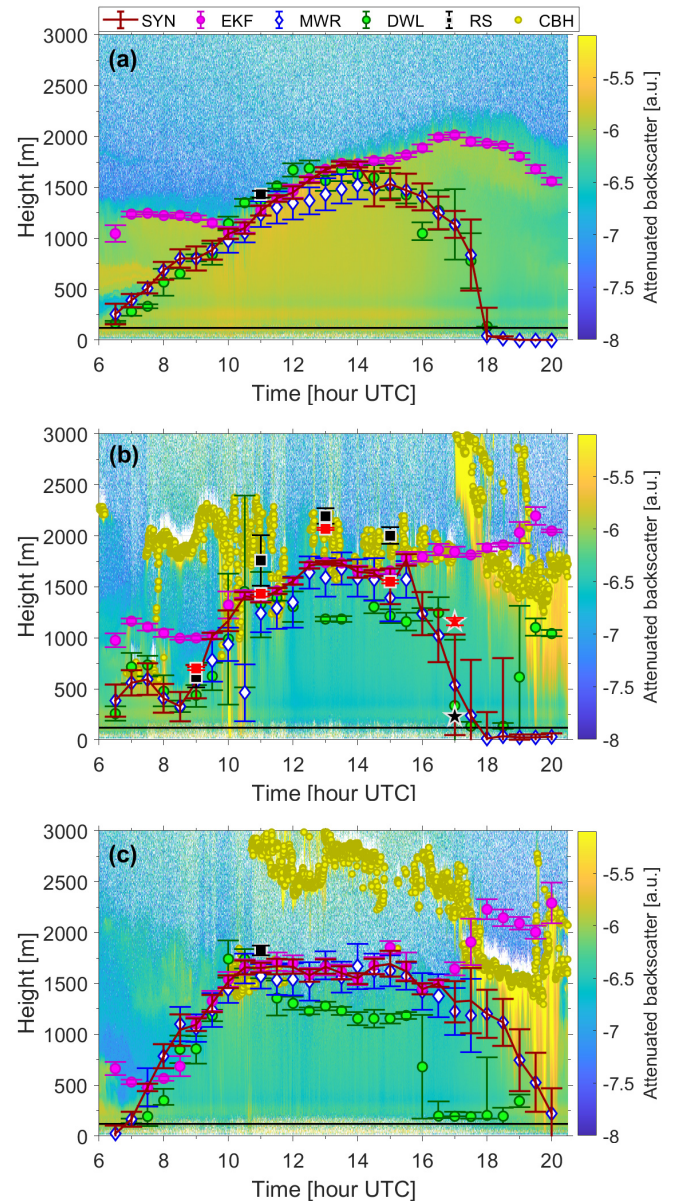 SYN EKF MWR DWL RS CBH
(a)
3000
2500
2000
1500
1000
500
0
Height [m]
6 8 10 12 14 16 18 20
Time [hour UTC]
-5.5
-6
-6.5
-7
-7.5
-8
Attenuated backscatter [a.u.]
(b)
3000
2500
2000
1500
1000
500
0
Height [m]
6 8 10 12 14 16 18 20
Time [hour UTC]
-5.5
-6
-6.5
-7
-7.5
-8
Attenuated backscatter [a.u.]
(c)
3000
2500
2000
1500
1000
500
0
Height [m]
6 8 10 12 14 16 18 20
Time [hour UTC]
-5.5
-6
-6.5
-7
-7.5
-8
Attenuated backscatter [a.u.]